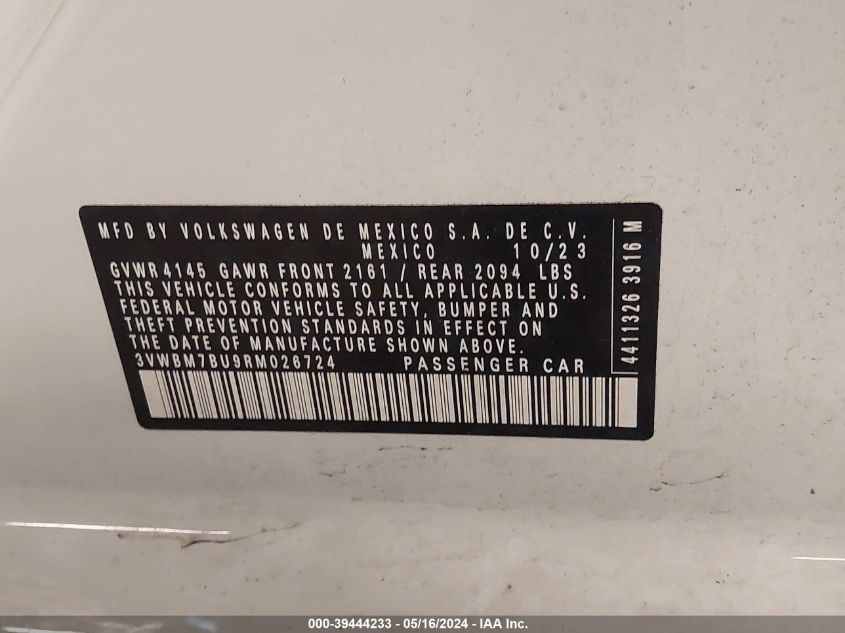 MFD BY VOLKSWAGEN DE MEXICO S.A. DE C.V.
MEXICO 10/23
GVWR 4145 GAWR FRONT 2161 / REAR 2094 LBS
THIS VEHICLE CONFORMS TO ALL APPLICABLE U.S.
FEDERAL MOTOR VEHICLE SAFETY, BUMPER AND
THEFT PREVENTION STANDARDS IN EFFECT ON
THE DATE OF MANUFACTURE SHOWN ABOVE.
3VWBM7BU9RM026724 PASSENGER CAR
4411326 3916 M
000-39444233 - 05/16/2024 - IAA Inc.